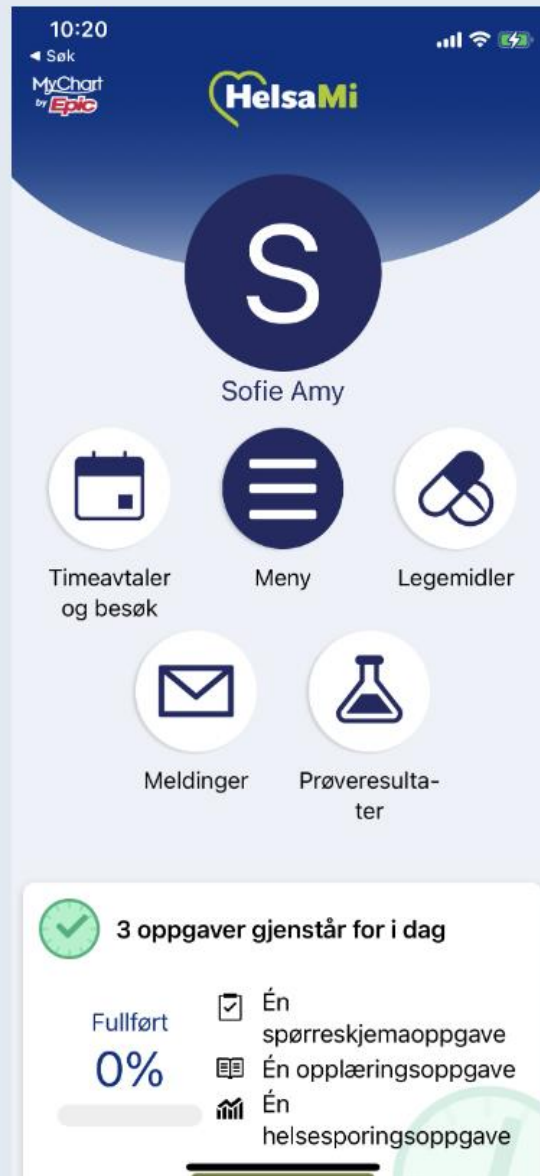 10:20
◀ Søk
MyChart
by Epic
HelsaMi
S
Sofie Amy
Timeavtaler
og besøk
Meny
Legemidler
Meldinger
Prøveresulta-
ter
3 oppgaver gjenstår for i dag
Fullført
0%
Én
spørreskjemaoppgave
Én opplæringsoppgave
Én
helsesporingsoppgave